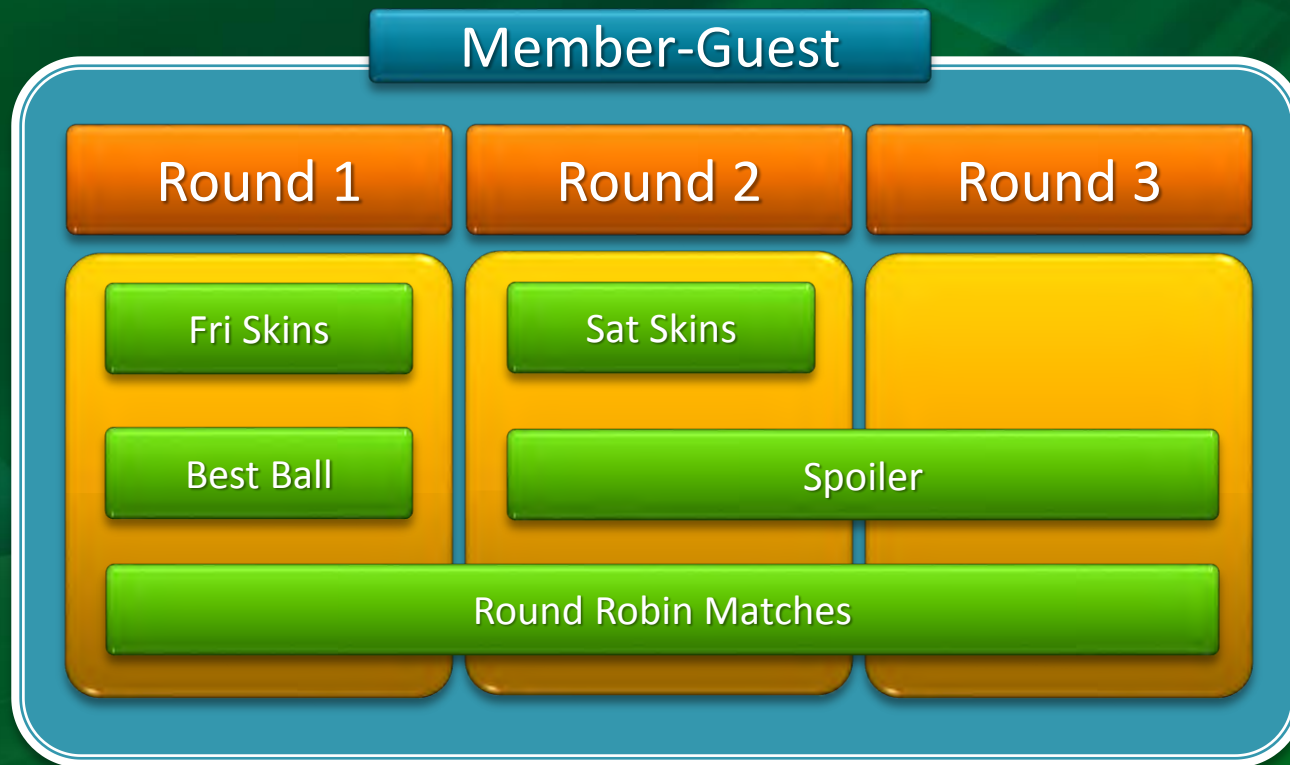 Member-Guest
Round 1
Round 2
Round 3
Fri Skins
Sat Skins
Best Ball
Spoiler
Round Robin Matches